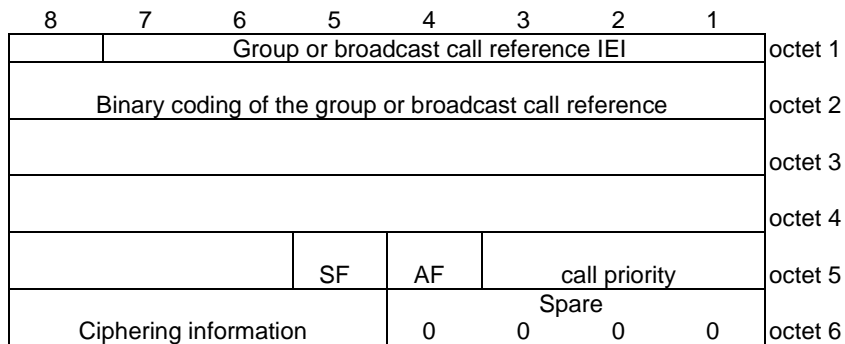 8 7 6 5 4 3 2 1
Group or broadcast call reference IEI octet 1
Binary coding of the group or broadcast call reference octet 2
octet 3
octet 4
SF AF call priority octet 5
Spare
Ciphering information 0 0 0 0 octet 6